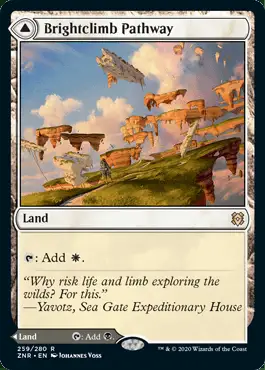 Brightclimb Pathway
Land
: Add .
“Why risk life and limb exploring the
wilds? For this.”
—Yavotz, Sea Gate Expeditionary House
Land : Add .
259/280 R
ZNR • EN Johannes Voss
™ & © 2020 Wizards of the Coast